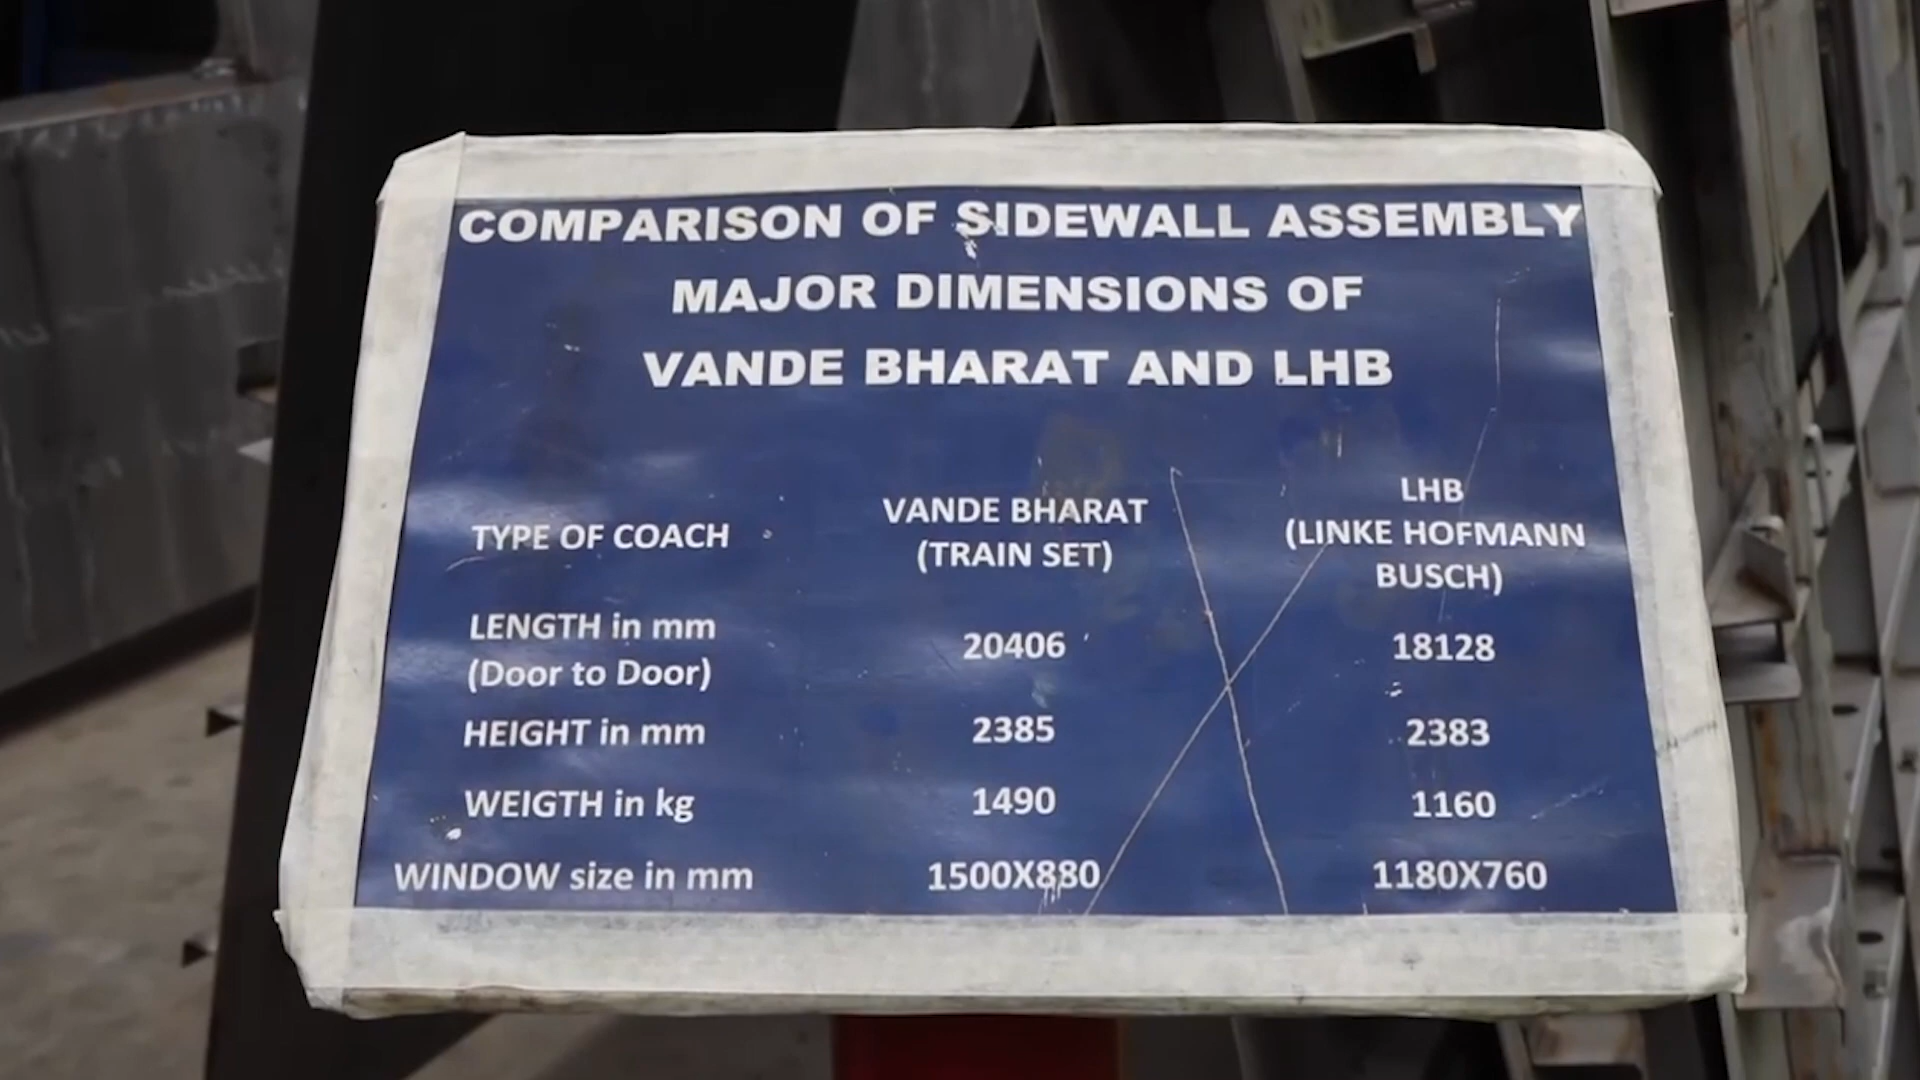 COMPARISON OF SIDEWALL ASSEMBLY
MAJOR DIMENSIONS OF
VANDE BHARAT AND LHB
TYPE OF COACH
VANDE BHARAT
(TRAIN SET)
LHB
(LINKE HOFMANN
BUSCH)
LENGTH in mm
(Door to Door)
20406
18128
HEIGHT in mm
2385
2383
WEIGTH in kg
1490
1160
WINDOW size in mm
1500X880
1180X760